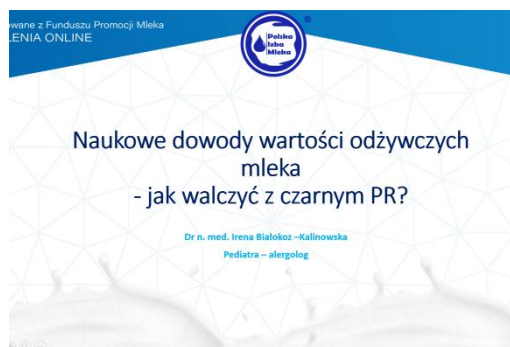 owane z Funduszu Promocji Mleka
LENIA ONLINE
Polska
Izba
Mleka
®
Naukowe dowody wartości odżywczych
mleka
- jak walczyć z czarnym PR?
Dr n. med. Irena Białokoz –Kalinowska
Pediatra – alergolog